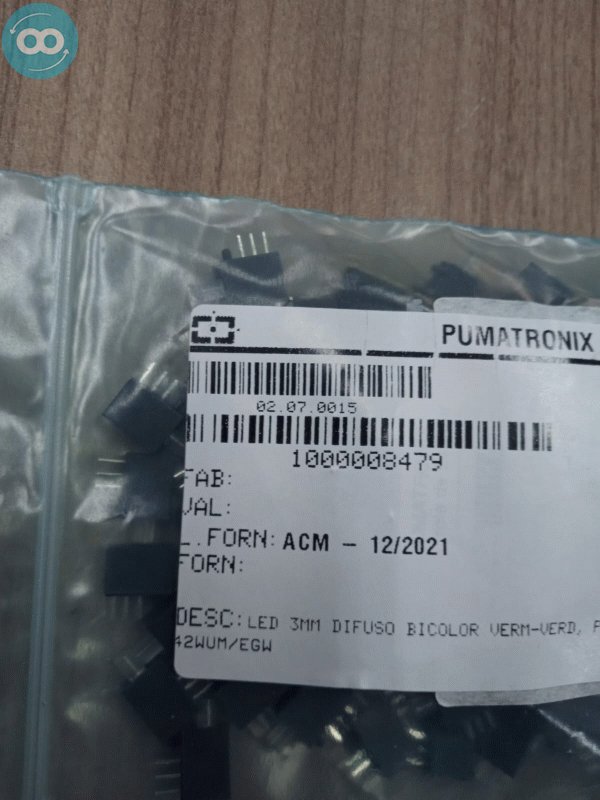 PUMATRONIX
02.07.0015
1000008479
FAB:
VAL:
L.FORN: ACM - 12/2021
FORN:
DESC: LED 3MM DIFUSO BICOLOR VERM-VERD, P
42WUM/EGW